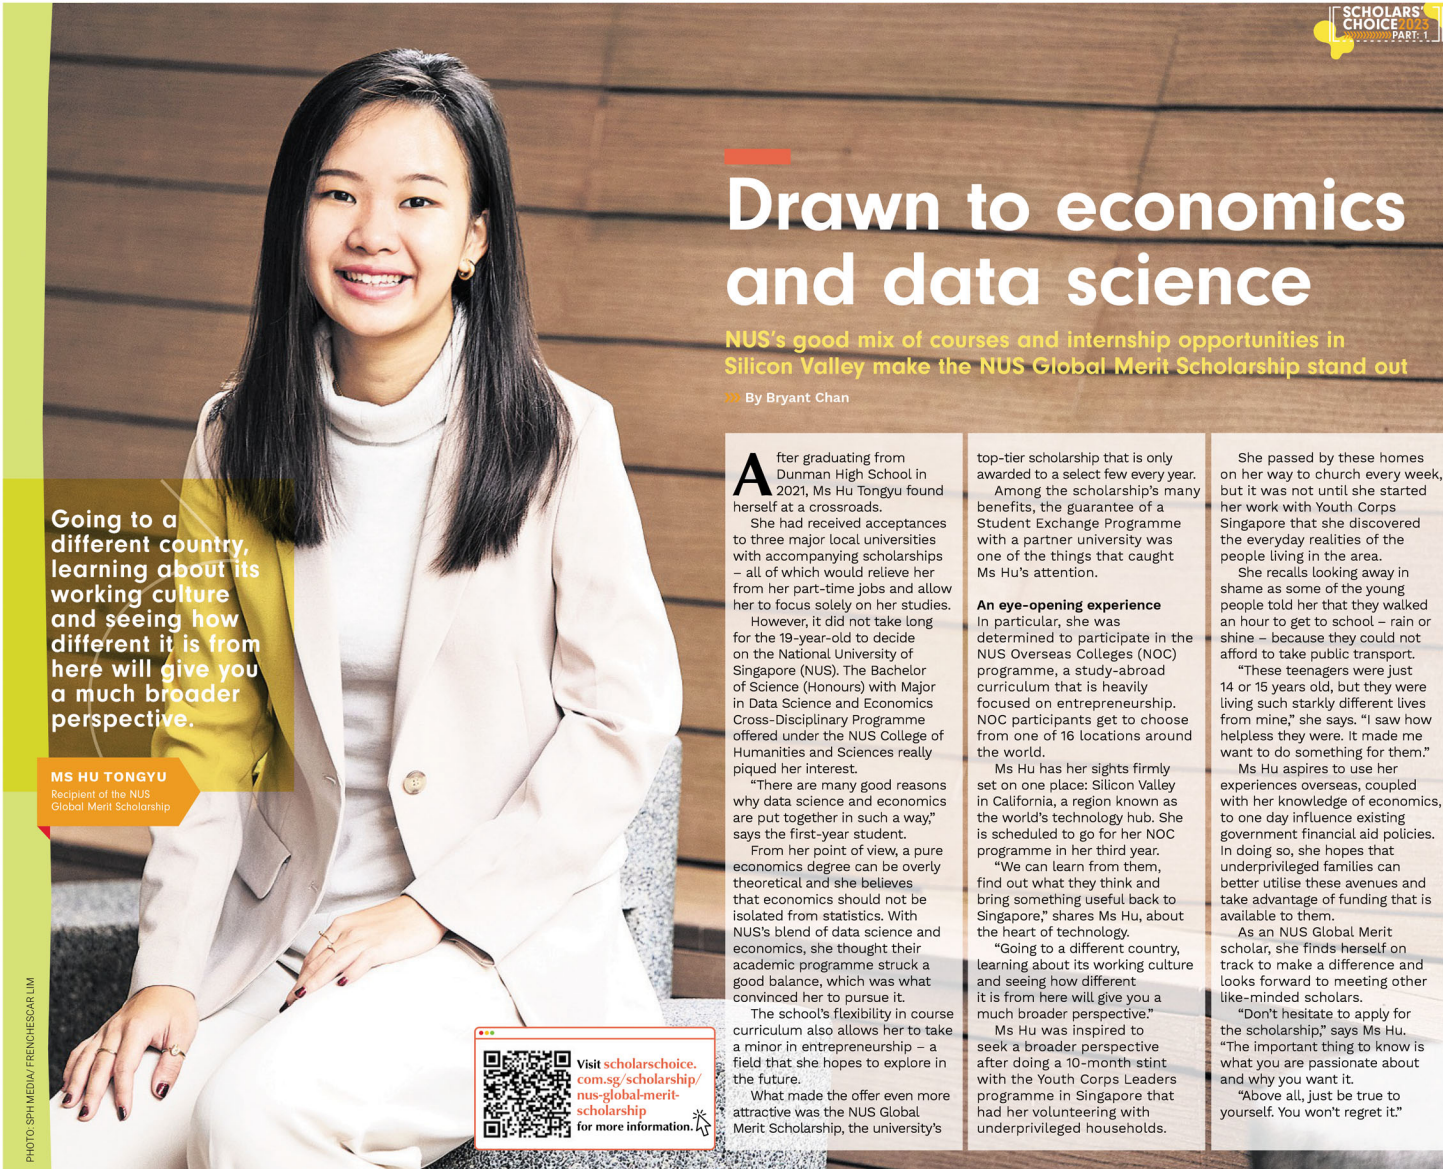 SCHOLARS'
CHOICE2023
PART: 1
Drawn to economics
and data science
NUS's good mix of courses and internship opportunities in
Silicon Valley make the NUS Global Merit Scholarship stand out
By Bryant Chan
After graduating from
Dunman High School in
2021, Ms Hu Tongyu found
herself at a crossroads.
She had received acceptances
to three major local universities
with accompanying scholarships
– all of which would relieve her
from her part-time jobs and allow
her to focus solely on her studies.
However, it did not take long
for the 19-year-old to decide
on the National University of
Singapore (NUS). The Bachelor
of Science (Honours) with Major
in Data Science and Economics
Cross-Disciplinary Programme
offered under the NUS College of
Humanities and Sciences really
piqued her interest.
“There are many good reasons
why data science and economics
are put together in such a way,”
says the first-year student.
From her point of view, a pure
economics degree can be overly
theoretical and she believes
that economics should not be
isolated from statistics. With
NUS’s blend of data science and
economics, she thought their
academic programme struck a
good balance, which was what
convinced her to pursue it.
The school’s flexibility in course
curriculum also allows her to take
a minor in entrepreneurship – a
field that she hopes to explore in
the future.
What made the offer even more
attractive was the NUS Global
Merit Scholarship, the university’s
top-tier scholarship that is only
awarded to a select few every year.
Among the scholarship’s many
benefits, the guarantee of a
Student Exchange Programme
with a partner university was
one of the things that caught
Ms Hu’s attention.
An eye-opening experience
In particular, she was
determined to participate in the
NUS Overseas Colleges (NOC)
programme, a study-abroad
curriculum that is heavily
focused on entrepreneurship.
NOC participants get to choose
from one of 16 locations around
the world.
Ms Hu has her sights firmly
set on one place: Silicon Valley
in California, a region known as
the world’s technology hub. She
is scheduled to go for her NOC
programme in her third year.
“We can learn from them,
find out what they think and
bring something useful back to
Singapore,” shares Ms Hu, about
the heart of technology.
“Going to a different country,
learning about its working culture
and seeing how different
it is from here will give you a
much broader perspective.”
Ms Hu was inspired to
seek a broader perspective
after doing a 10-month stint
with the Youth Corps Leaders
programme in Singapore that
had her volunteering with
underprivileged households.
She passed by these homes
on her way to church every week,
but it was not until she started
her work with Youth Corps
Singapore that she discovered
the everyday realities of the
people living in the area.
She recalls looking away in
shame as some of the young
people told her that they walked
an hour to get to school – rain or
shine – because they could not
afford to take public transport.
“These teenagers were just
14 or 15 years old, but they were
living such starkly different lives
from mine,” she says. “I saw how
helpless they were. It made me
want to do something for them.”
Ms Hu aspires to use her
experiences overseas, coupled
with her knowledge of economics,
to one day influence existing
government financial aid policies.
In doing so, she hopes that
underprivileged families can
better utilise these avenues and
take advantage of funding that is
available to them.
As an NUS Global Merit
scholar, she finds herself on
track to make a difference and
looks forward to meeting other
like-minded scholars.
“Don’t hesitate to apply for
the scholarship,” says Ms Hu.
“The important thing to know is
what you are passionate about
and why you want it.
“Above all, just be true to
yourself. You won’t regret it.”
Going to a
different country,
learning about its
working culture
and seeing how
different it is from
here will give you
a much broader
perspective.
MS HU TONGYU
Recipient of the NUS
Global Merit Scholarship
Visit scholarschoice.
com.sg/scholarship/
nus-global-merit-
scholarship
for more information.
PHOTO: SPH MEDIA/ FRENCHESCAR LIM